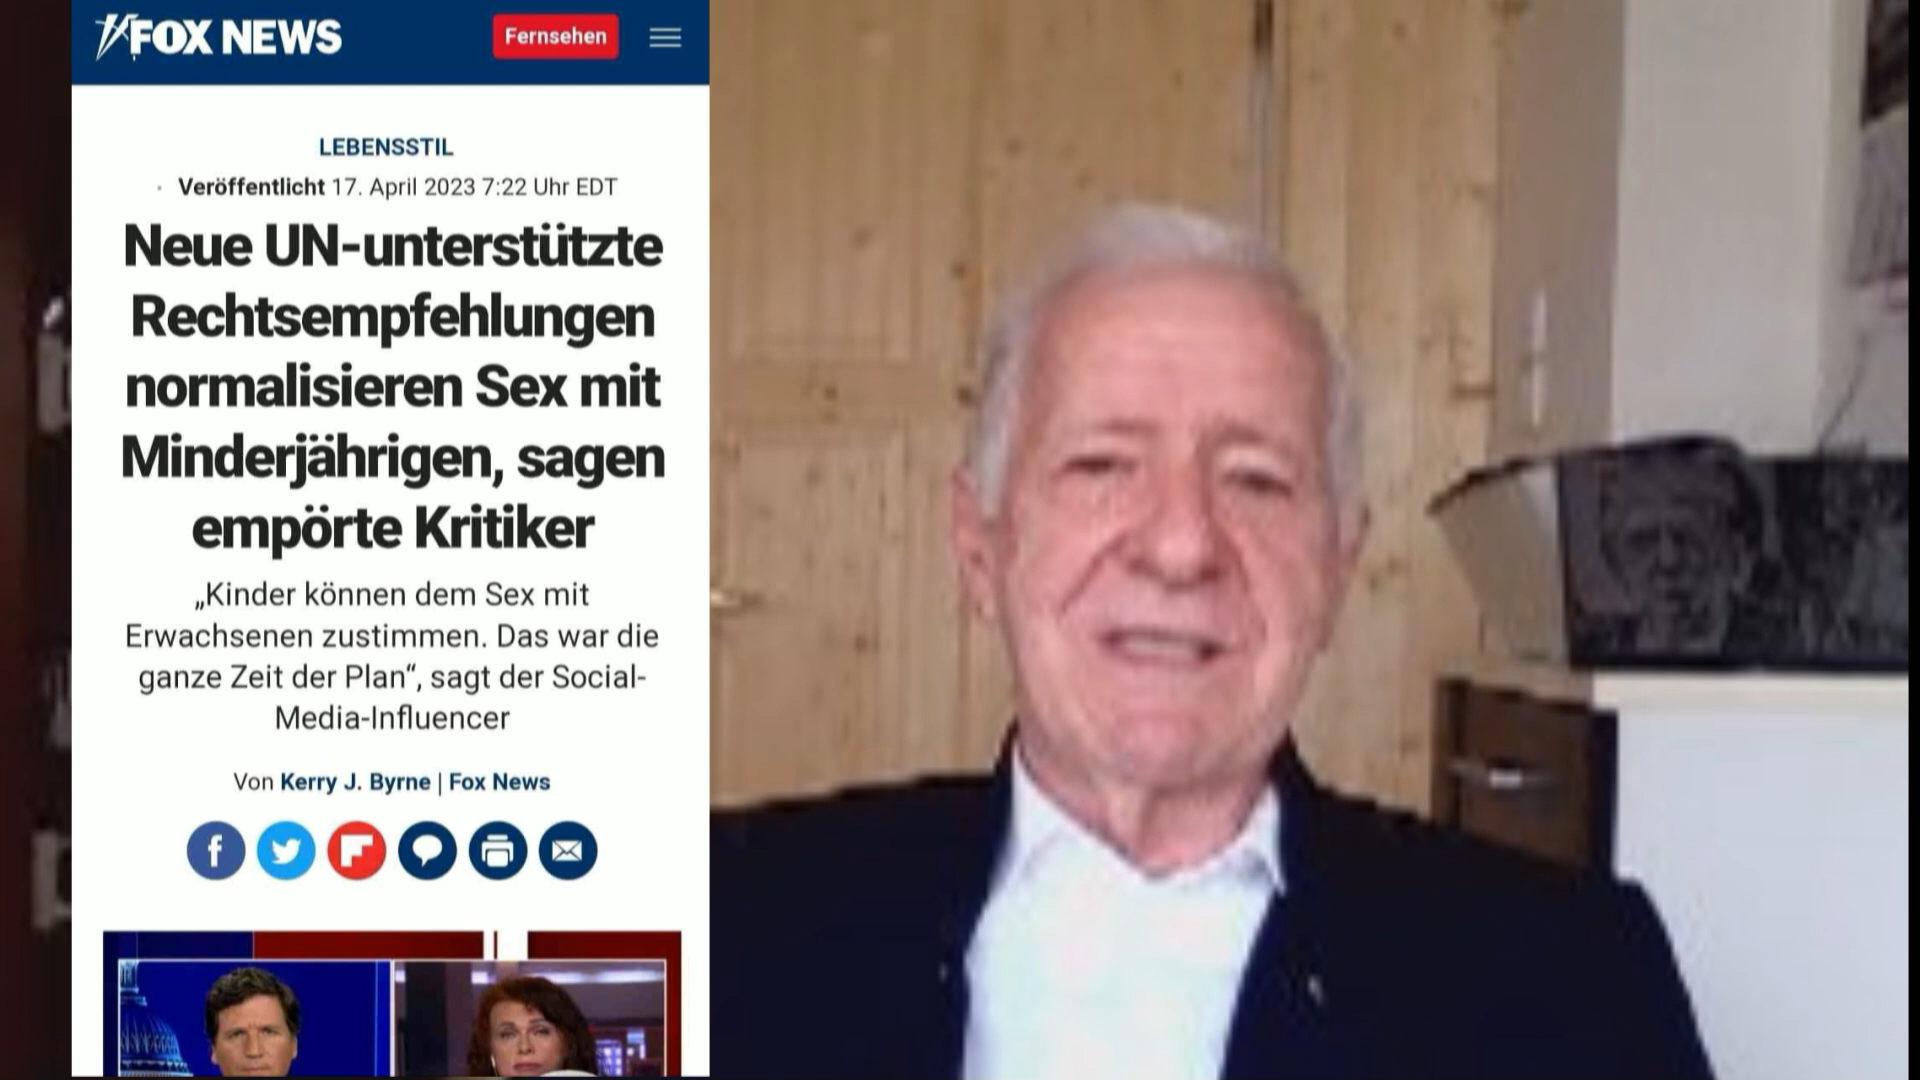 FOX NEWS
Fernsehen
LEBENSSTIL
· Veröffentlicht 17. April 2023 7:22 Uhr EDT
Neue UN-unterstützte
Rechtsempfehlungen
normalisieren Sex mit
Minderjährigen, sagen
empörte Kritiker
„Kinder können dem Sex mit
Erwachsenen zustimmen. Das war die
ganze Zeit der Plan“, sagt der Social-
Media-Influencer
Von Kerry J. Byrne | Fox News